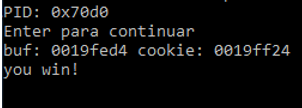 PID: 0x70d0
Enter para continuar
buf: 0019fed4 cookie: 0019ff24
you win!